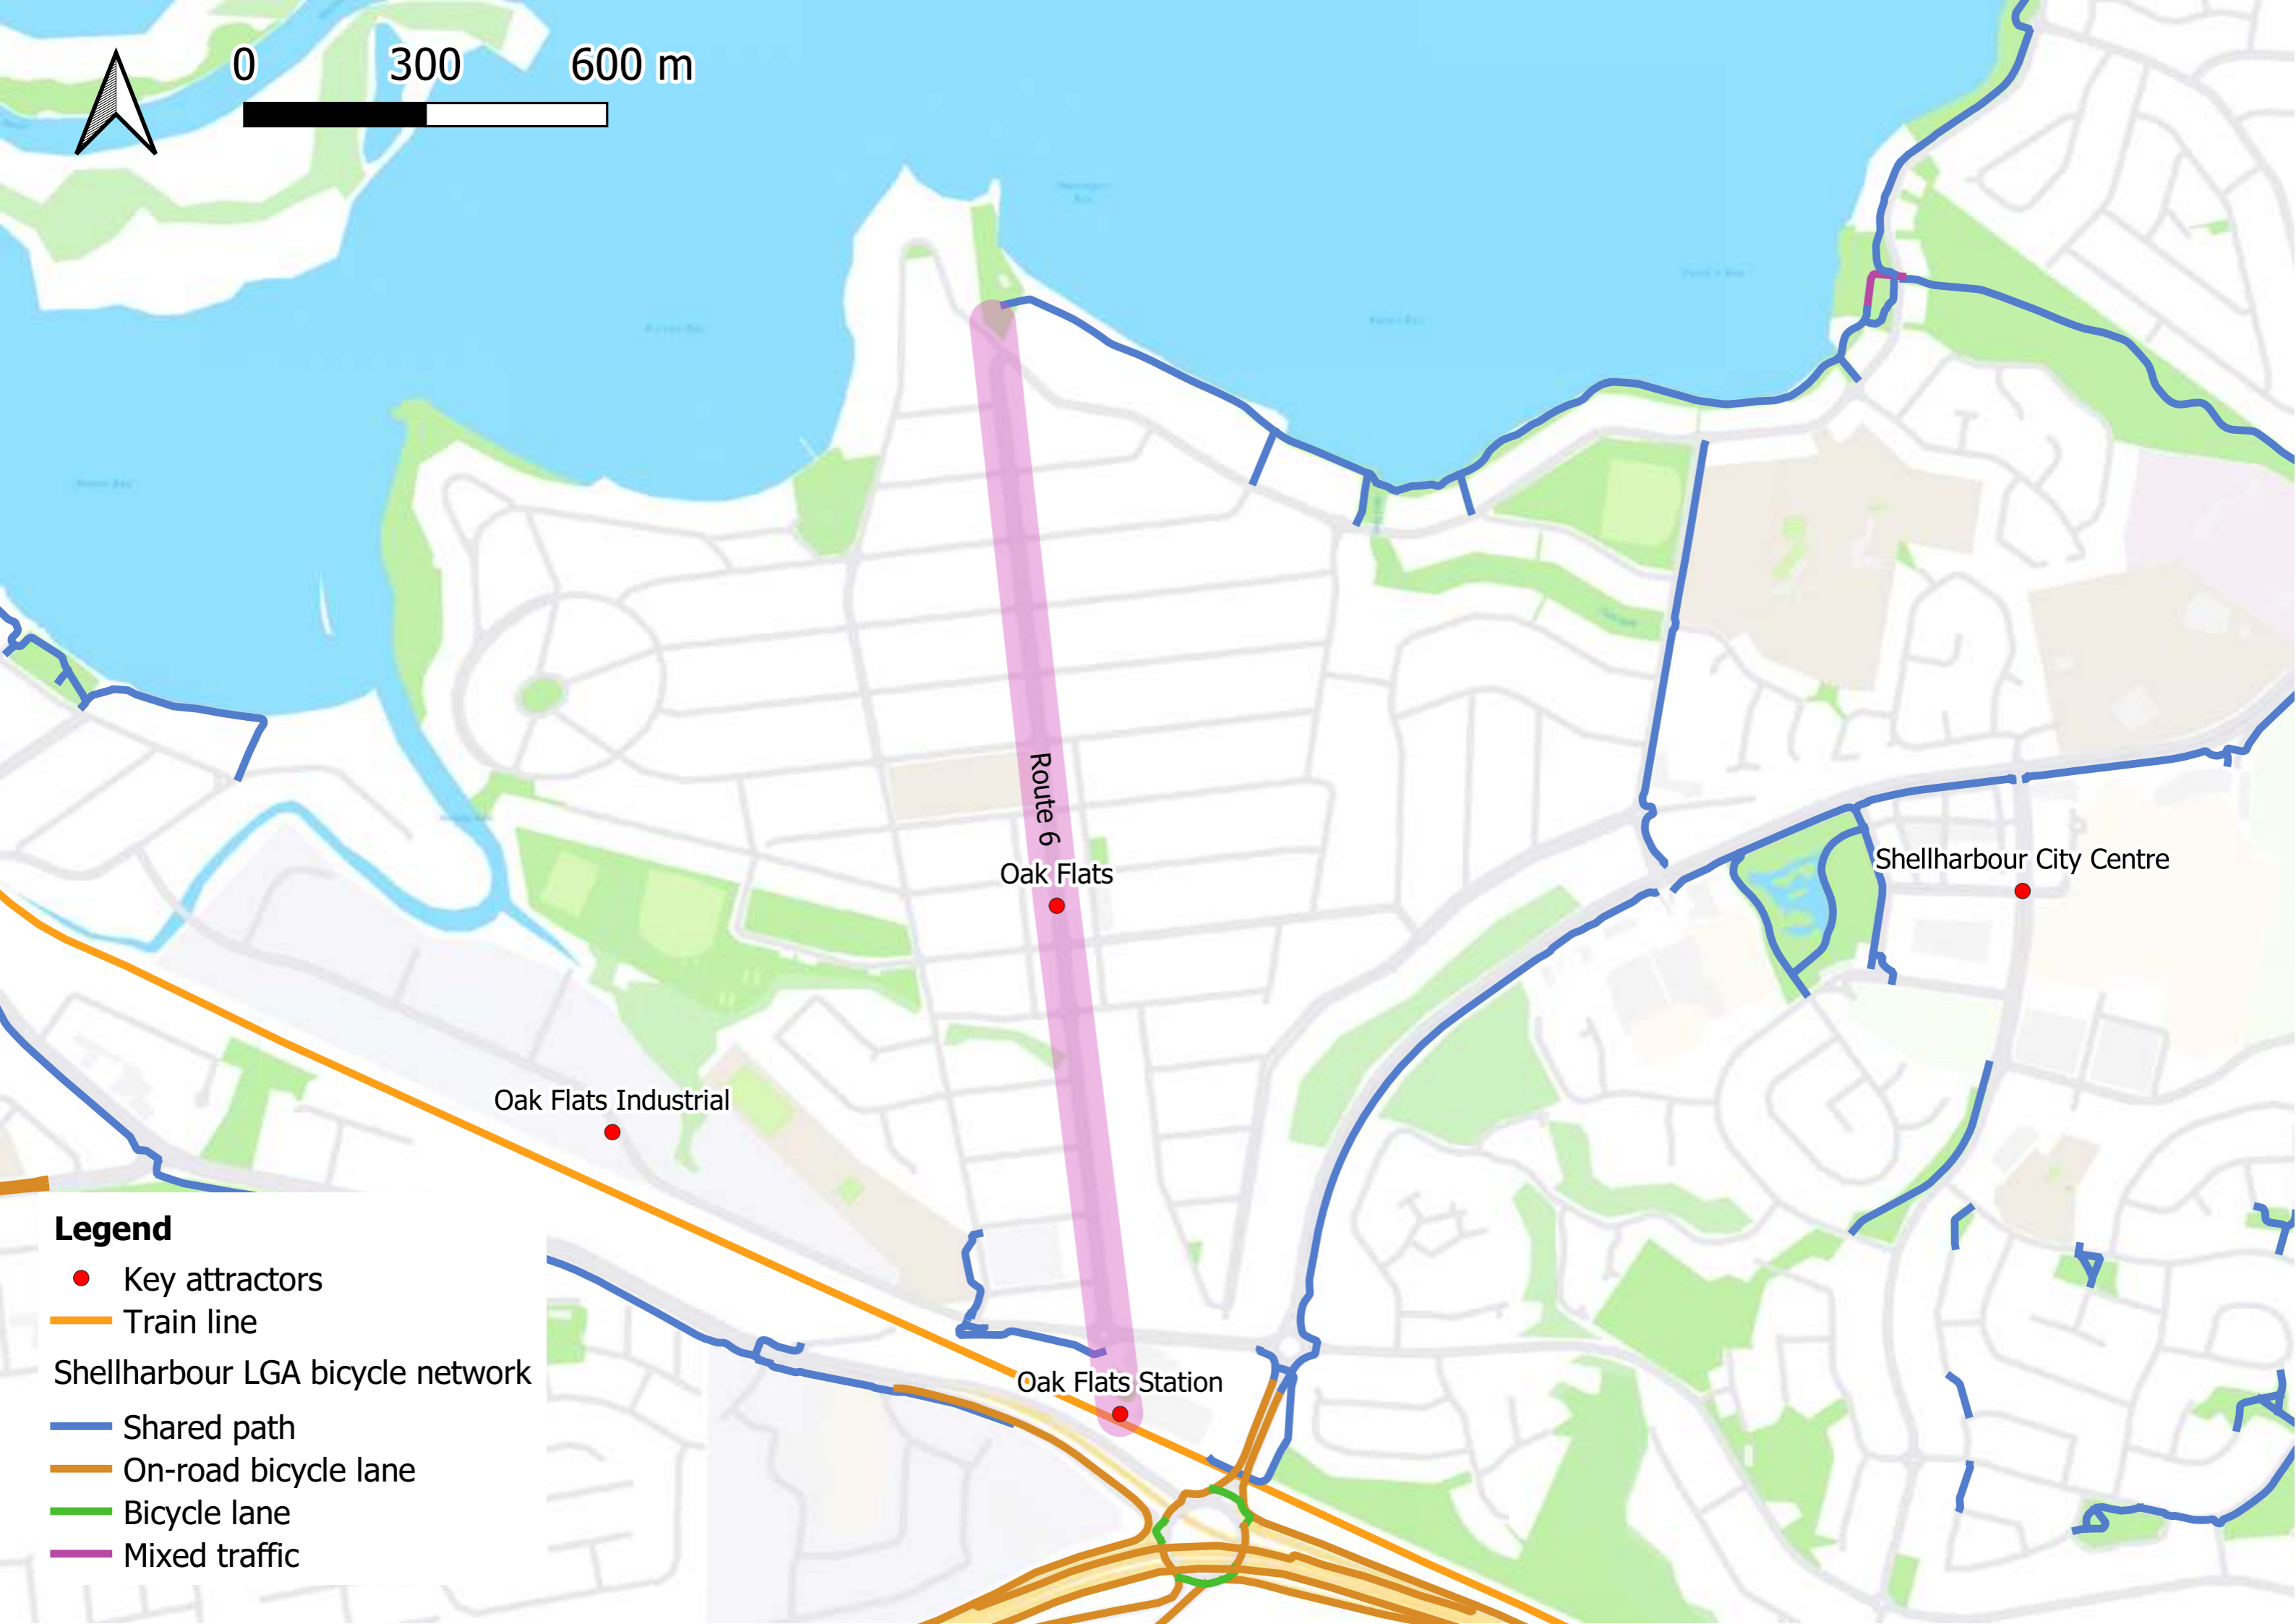 0 300 600 m
Route 6
Oak Flats
Shellharbour City Centre
Oak Flats Industrial
Oak Flats Station
Legend
Key attractors
Train line
Shellharbour LGA bicycle network
Shared path
On-road bicycle lane
Bicycle lane
Mixed traffic